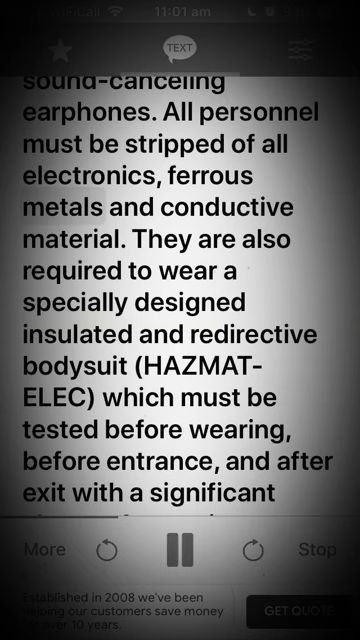 WiFi Call
11:01 am
TEXT
sound-canceling
earphones. All personnel
must be stripped of all
electronics, ferrous
metals and conductive
material. They are also
required to wear a
specially designed
insulated and redirective
bodysuit (HAZMAT-
ELEC) which must be
tested before wearing,
before entrance, and after
exit with a significant
More
Stop
Established in 2008 we've been
helping our customers save money
over 10 years.
GET QUOTE